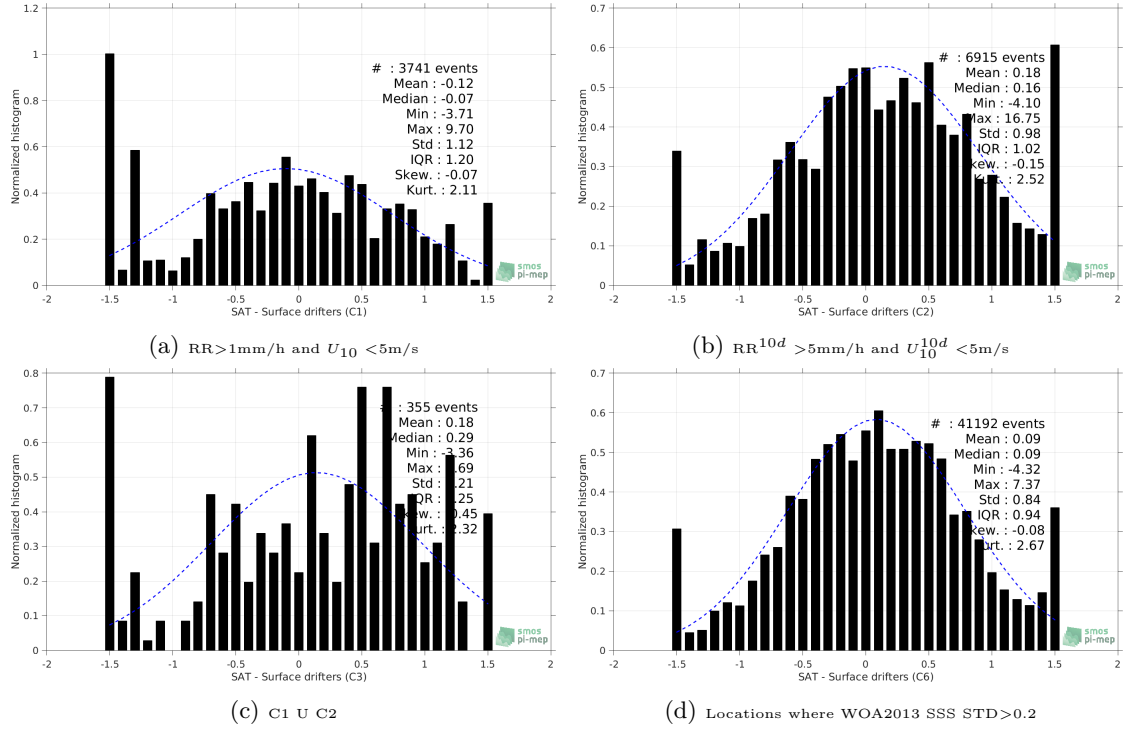 1.2
1
0.8
0.6
0.4
0.2
0
Normalized histogram
# : 3741 events
Mean : -0.12
Median : -0.07
Min : -3.71
Max : 9.70
Std : 1.12
IQR : 1.20
Skew. : -0.07
Kurt. : 2.11
smos
pi-mep
-2 -1.5 -1 -0.5 0 0.5 1 1.5 2
SAT - Surface drifters (C1)
(a) RR>1mm/h and U10 <5m/s
0.7
0.6
0.5
0.4
0.3
0.2
0.1
0
Normalized histogram
# : 6915 events
Mean : 0.18
Median : 0.16
Min : -4.10
Max : 16.75
Std : 0.98
IQR : 1.02
Skew. : -0.15
Kurt. : 2.52
smos
pi-mep
-2 -1.5 -1 -0.5 0 0.5 1 1.5 2
SAT - Surface drifters (C2)
(b) RR^10d >5mm/h and U10^10d <5m/s
0.8
0.7
0.6
0.5
0.4
0.3
0.2
0.1
0
Normalized histogram
# : 355 events
Mean : 0.18
Median : 0.29
Min : -3.36
Max : .69
Std : .21
IQR : .25
Skew. : 0.45
Kurt. : 2.32
smos
pi-mep
-2 -1.5 -1 -0.5 0 0.5 1 1.5 2
SAT - Surface drifters (C3)
(c) C1 U C2
0.7
0.6
0.5
0.4
0.3
0.2
0.1
0
Normalized histogram
# : 41192 events
Mean : 0.09
Median : 0.09
Min : -4.32
Max : 7.37
Std : 0.84
IQR : 0.94
Skew. : -0.08
Kurt. : 2.67
smos
pi-mep
-2 -1.5 -1 -0.5 0 0.5 1 1.5 2
SAT - Surface drifters (C6)
(d) Locations where WOA2013 SSS STD>0.2